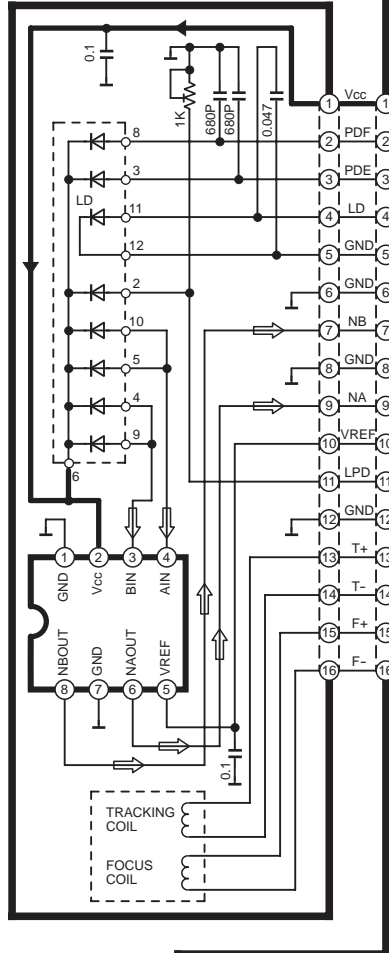 0.1
1K
680P
680P
0.047
Vcc
1
1
8
2
PDF
2
3
3
PDE
3
LD
11
4
LD
4
12
5
GND
5
2
6
GND
6
10
7
NB
7
5
8
GND
8
4
9
NA
9
9
10
VREF
10
6
11
LPD
11
12
GND
12
1
2
3
4
13
T+
13
GND
Vcc
BIN
AIN
14
T-
14
NBOUT
GND
NAOUT
VREF
15
F+
15
8
7
6
5
16
F-
16
0.1
TRACKING
COIL
FOCUS
COIL